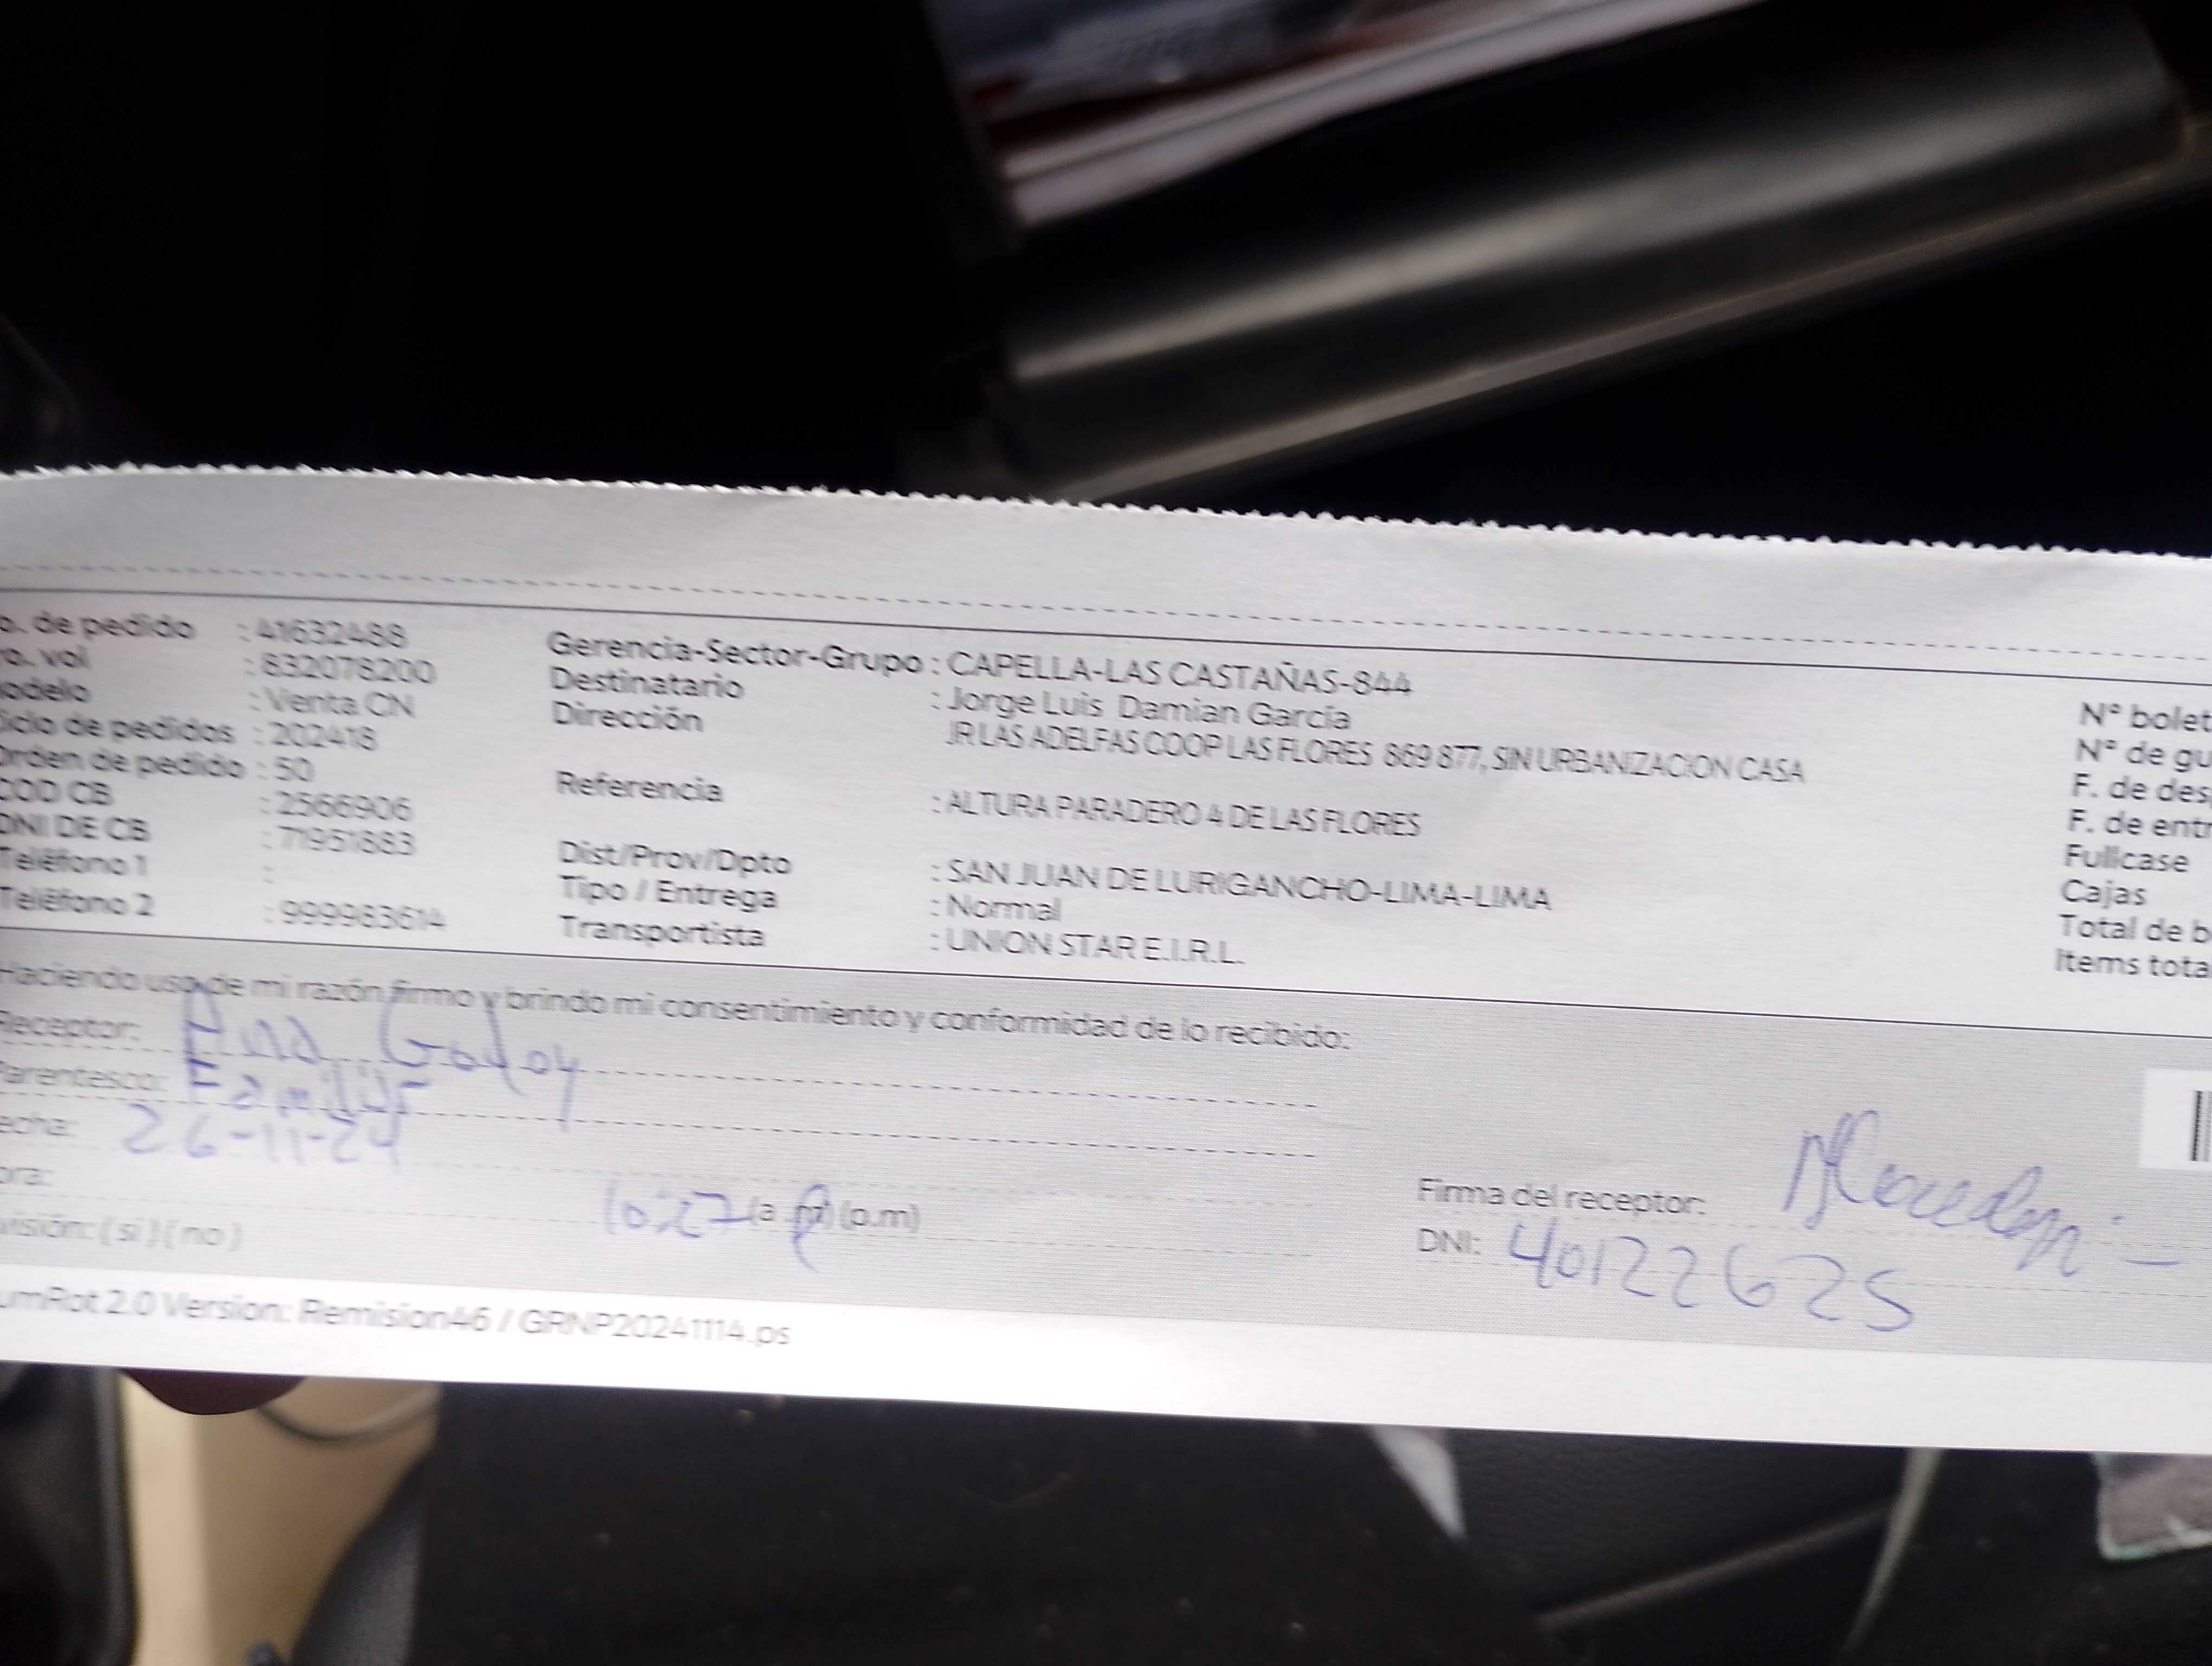 o. de pedido : 41632488
o. vol : 832078200
odelo : Venta CN
iclo de pedidos : 202418
Orden de pedido : 50
COD CB : 2566906
DNI DE CB : 71951883
Teléfono 1 :
Teléfono 2 : 999983614
Gerencia-Sector-Grupo : CAPELLA-LAS CASTAÑAS-844
Destinatario : Jorge Luis Damian García
Dirección JR LAS ADELFAS COOP LAS FLORES 869 877, SIN URBANIZACION CASA
Referencia : ALTURA PARADERO 4 DE LAS FLORES
Dist/Prov/Dpto : SAN JUAN DE LURIGANCHO-LIMA-LIMA
Tipo / Entrega : Normal
Transportista : UNION STAR E.I.R.L.
N° bolet
N° de gu
F. de des
F. de entr
Fullcase
Cajas
Total de b
Items tota
Haciendo uso de mi razón firmo y brindo mi consentimiento y conformidad de lo recibido:
Receptor: Ana Godoy
Parentesco: Familiar
echa: 26-11-24
ora: 10:27 (a.m) (p.m)
visión: ( si ) ( no )
Firma del receptor:
DNI: 40122625
umRot 2.0 Version: Remision46 / GRNP20241114.ps